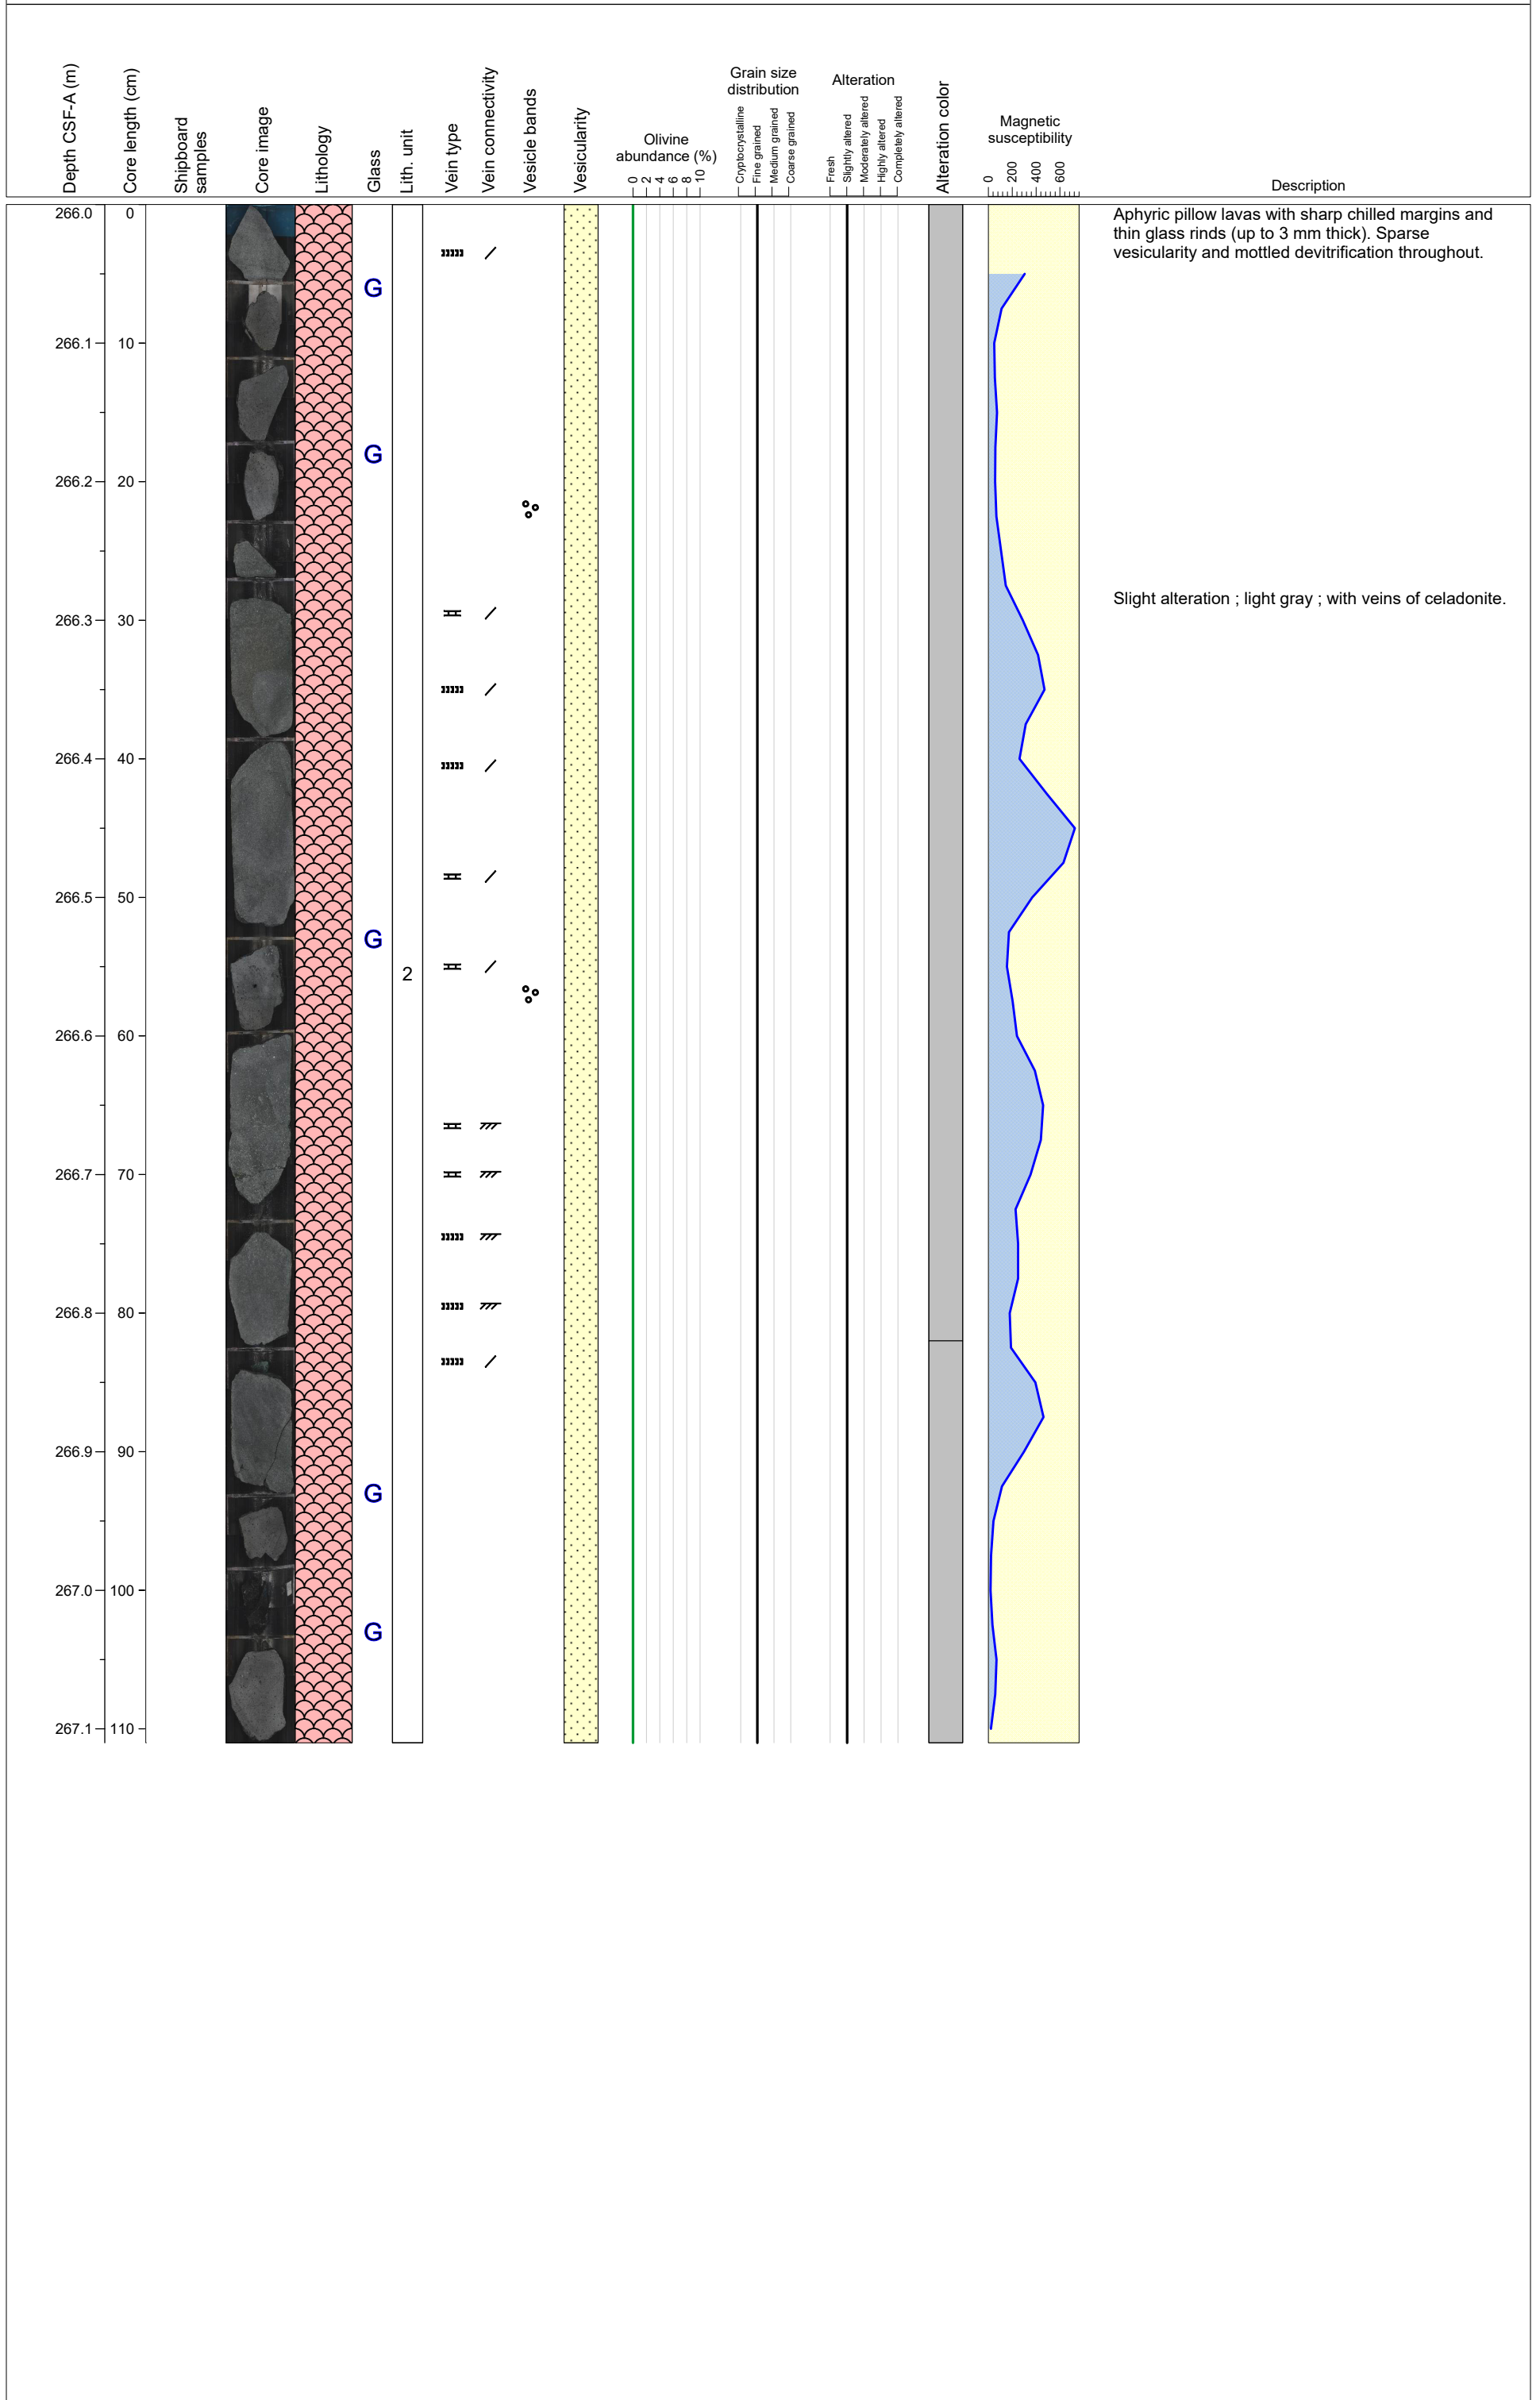 Depth CSF-A (m)
Core length (cm)
Shipboard
samples
Core image
Lithology
Glass
Lith. unit
Vein type
Vein connectivity
Vesicle bands
Vesicularity
Olivine
abundance (%)
0 2 4 6 8 10
Grain size
distribution
Cryptocrystalline
Fine grained
Medium grained
Coarse grained
Alteration
Fresh
Slightly altered
Moderately altered
Highly altered
Completely altered
Alteration color
Magnetic
susceptibility
0 200 400 600
Description
266.0 0
Aphyric pillow lavas with sharp chilled margins and
thin glass rinds (up to 3 mm thick). Sparse
vesicularity and mottled devitrification throughout.
G
266.1 10
G
266.2 20
Slight alteration ; light gray ; with veins of celadonite.
266.3 30
266.4 40
266.5 50
G
2
266.6 60
266.7 70
266.8 80
266.9 90
G
267.0 100
G
267.1 110